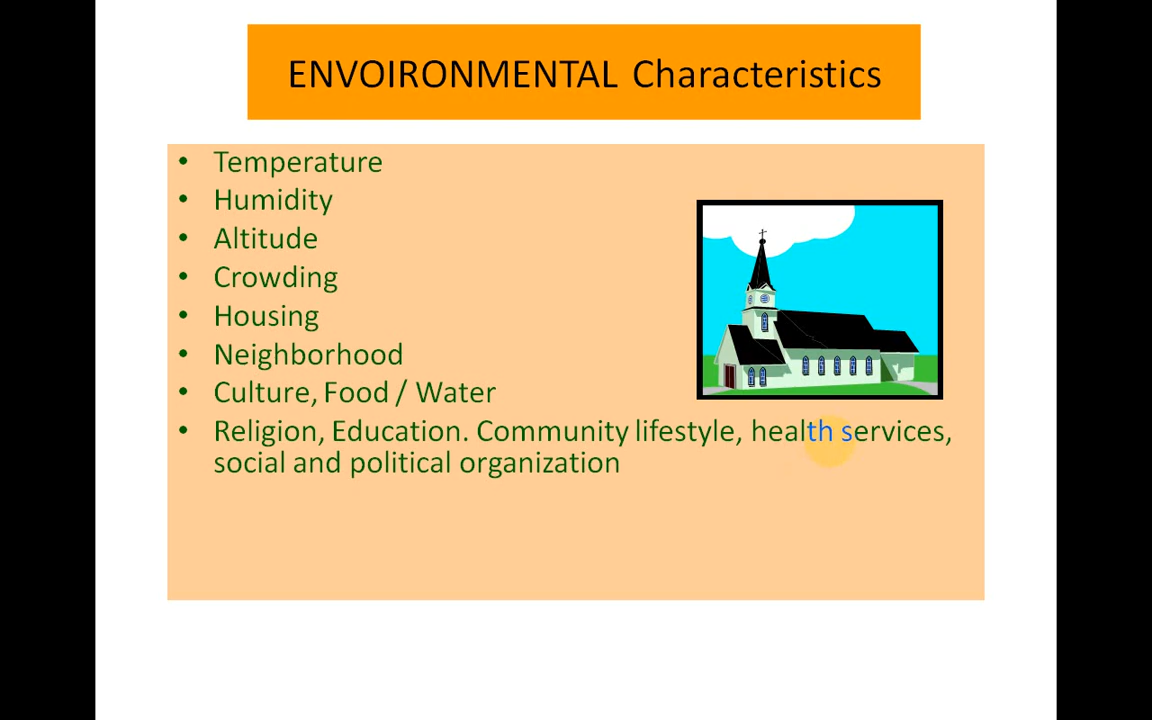 ENVOIRONMENTAL Characteristics
• Temperature
• Humidity
• Altitude
• Crowding
• Housing
• Neighborhood
• Culture, Food / Water
• Religion, Education. Community lifestyle, health services,
social and political organization